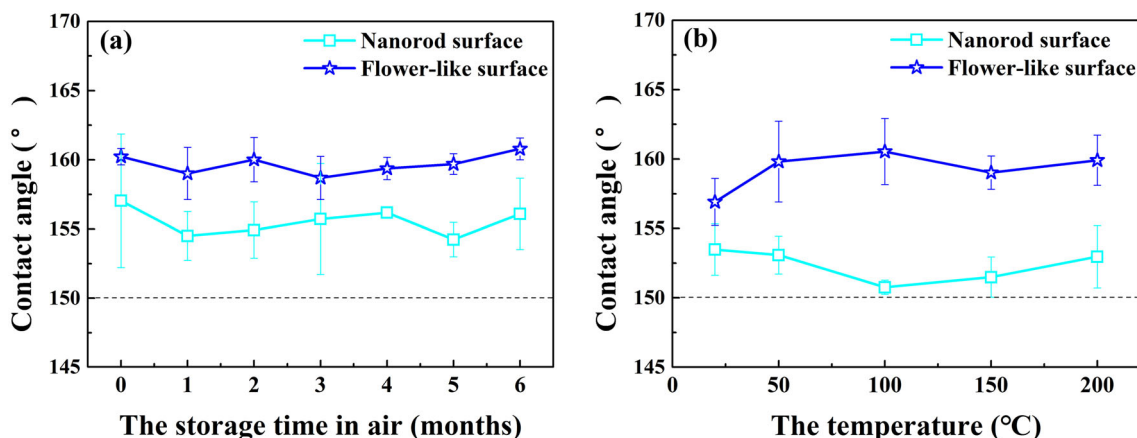 (a)
Nanorod surface
Flower-like surface
Contact angle (°)
170
165
160
155
150
145
0 1 2 3 4 5 6
The storage time in air (months)
(b)
Nanorod surface
Flower-like surface
Contact angle (°)
170
165
160
155
150
145
0 50 100 150 200
The temperature (°C)